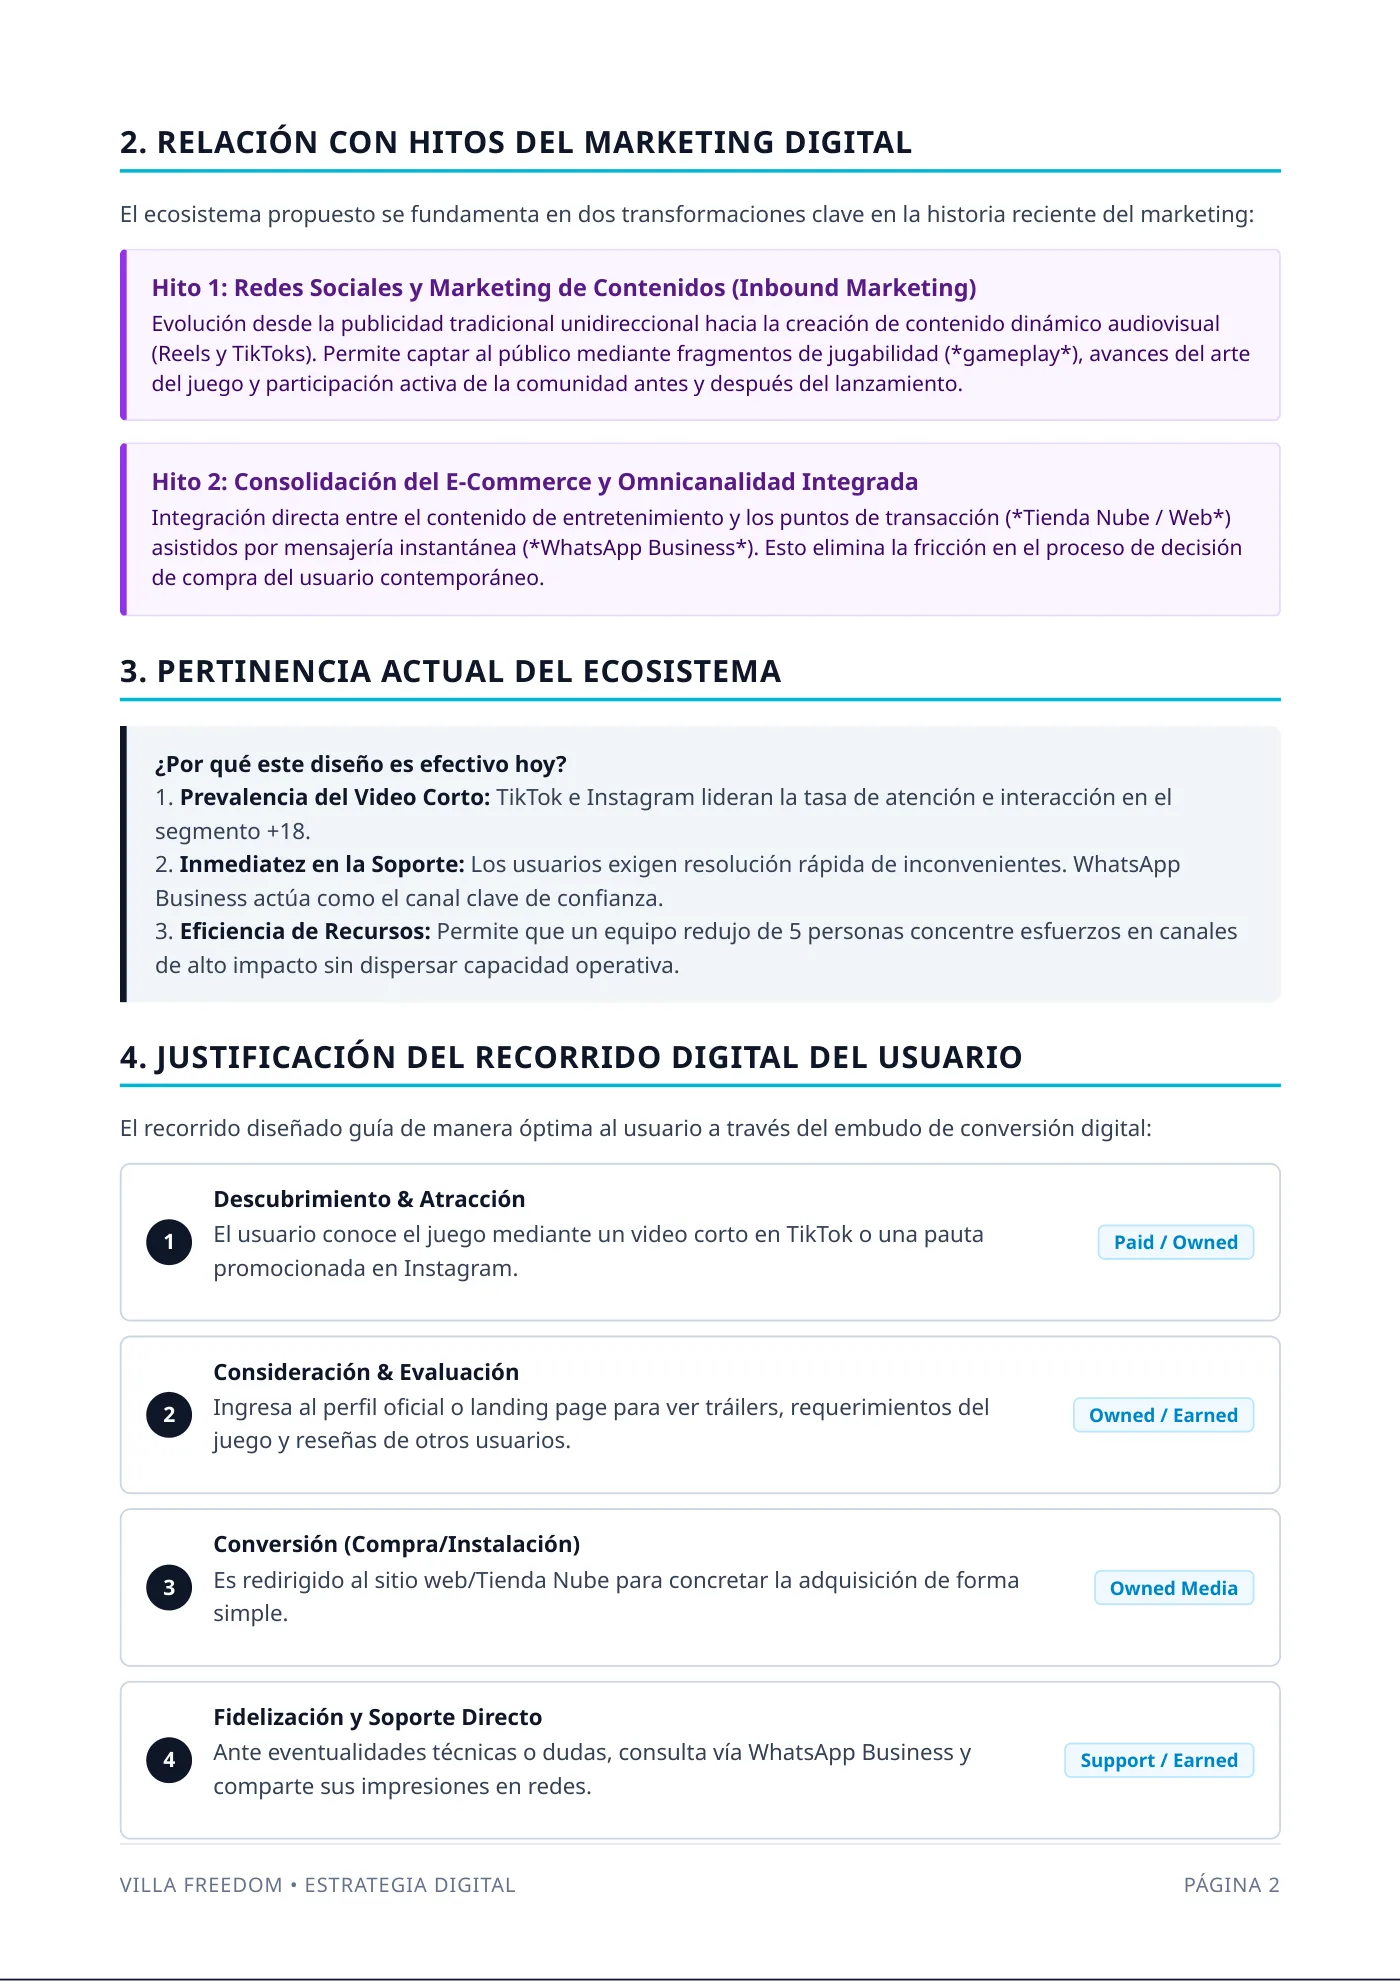 2. RELACIÓN CON HITOS DEL MARKETING DIGITAL
El ecosistema propuesto se fundamenta en dos transformaciones clave en la historia reciente del marketing:
Hito 1: Redes Sociales y Marketing de Contenidos (Inbound Marketing)
Evolución desde la publicidad tradicional unidireccional hacia la creación de contenido dinámico audiovisual
(Reels y TikToks). Permite captar al público mediante fragmentos de jugabilidad (*gameplay*), avances del arte
del juego y participación activa de la comunidad antes y después del lanzamiento.
Hito 2: Consolidación del E-Commerce y Omnicanalidad Integrada
Integración directa entre el contenido de entretenimiento y los puntos de transacción (*Tienda Nube / Web*)
asistidos por mensajería instantánea (*WhatsApp Business*). Esto elimina la fricción en el proceso de decisión
de compra del usuario contemporáneo.
3. PERTINENCIA ACTUAL DEL ECOSISTEMA
¿Por qué este diseño es efectivo hoy?
1. Prevalencia del Video Corto: TikTok e Instagram lideran la tasa de atención e interacción en el
segmento +18.
2. Inmediatez en la Soporte: Los usuarios exigen resolución rápida de inconvenientes. WhatsApp
Business actúa como el canal clave de confianza.
3. Eficiencia de Recursos: Permite que un equipo redujo de 5 personas concentre esfuerzos en canales
de alto impacto sin dispersar capacidad operativa.
4. JUSTIFICACIÓN DEL RECORRIDO DIGITAL DEL USUARIO
El recorrido diseñado guía de manera óptima al usuario a través del embudo de conversión digital:
Descubrimiento & Atracción
1
El usuario conoce el juego mediante un video corto en TikTok o una pauta
promocionada en Instagram.
Paid / Owned
Consideración & Evaluación
2
Ingresa al perfil oficial o landing page para ver tráilers, requerimientos del
juego y reseñas de otros usuarios.
Owned / Earned
Conversión (Compra/Instalación)
3
Es redirigido al sitio web/Tienda Nube para concretar la adquisición de forma
simple.
Owned Media
Fidelización y Soporte Directo
4
Ante eventualidades técnicas o dudas, consulta vía WhatsApp Business y
comparte sus impresiones en redes.
Support / Earned
VILLA FREEDOM • ESTRATEGIA DIGITAL
PÁGINA 2